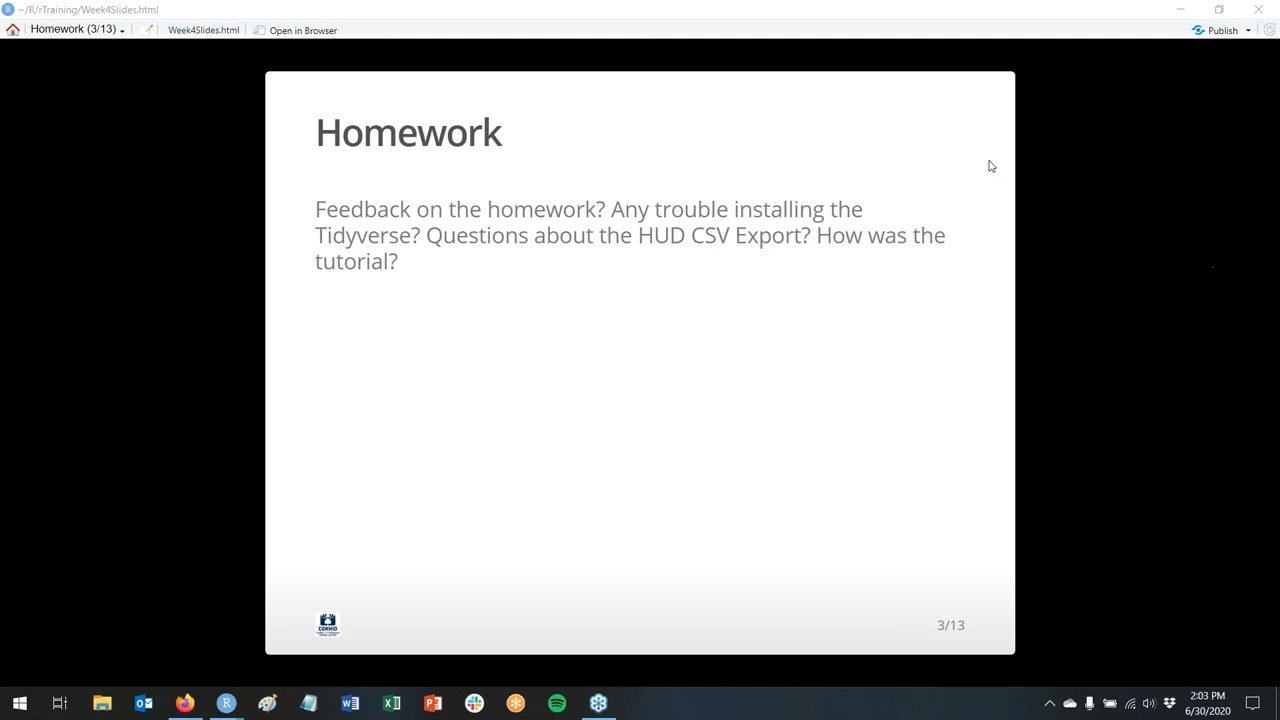 ~/R/rTraining/Week4Slides.html
Homework (3/13)
Week4Slides.html
Open in Browser
Publish
Homework
Feedback on the homework? Any trouble installing the
Tidyverse? Questions about the HUD CSV Export? How was the
tutorial?
COHHIO
3/13
2:03 PM
6/30/2020